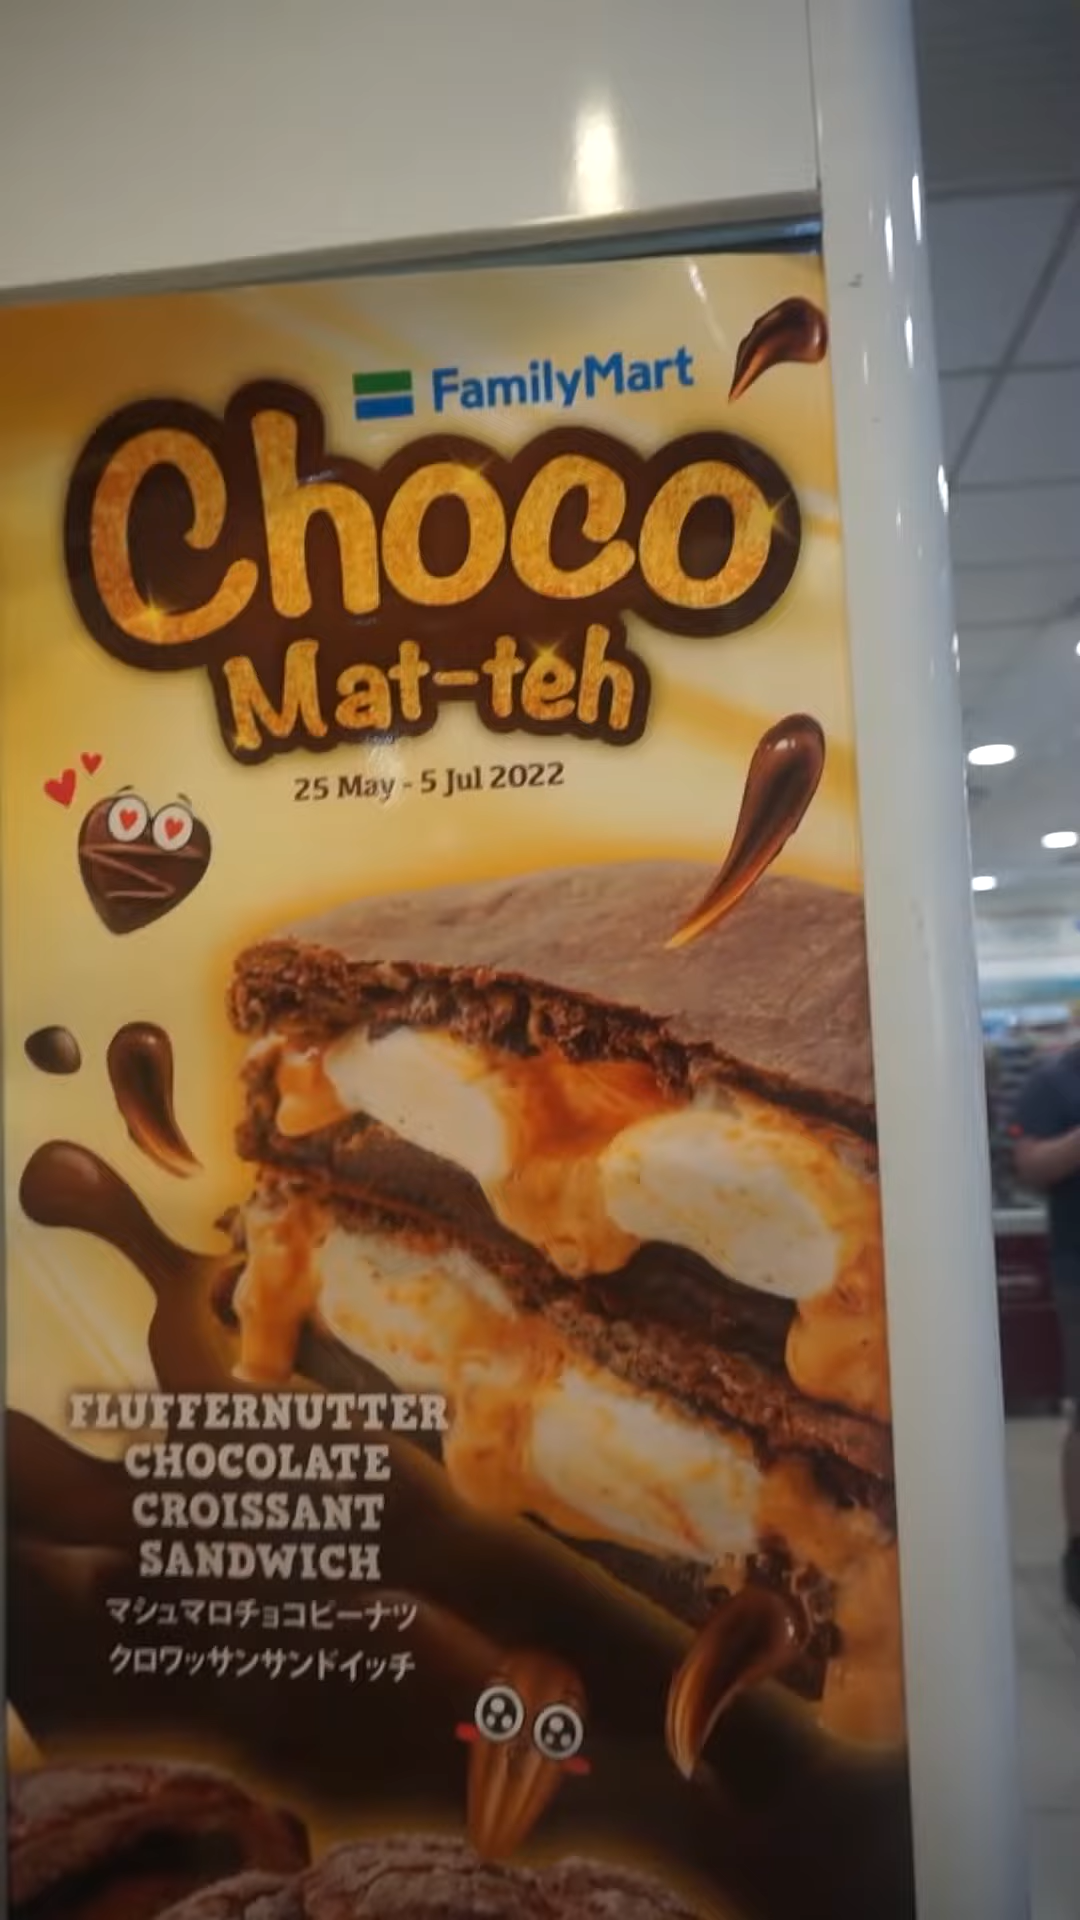 FamilyMart
Choco
Mat-teh
25 May - 5 Jul 2022
FLUFFERNUTTER
CHOCOLATE
CROISSANT
SANDWICH
マシュマロチョコピーナツ
クロワッサンサンドイッチ